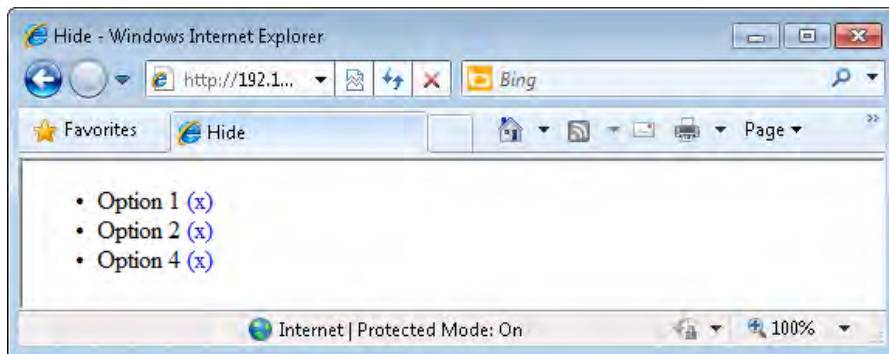 Hide - Windows Internet Explorer
http://192.1... Bing
Favorites Hide Page
• Option 1 (x)
• Option 2 (x)
• Option 4 (x)
Internet | Protected Mode: On 100%